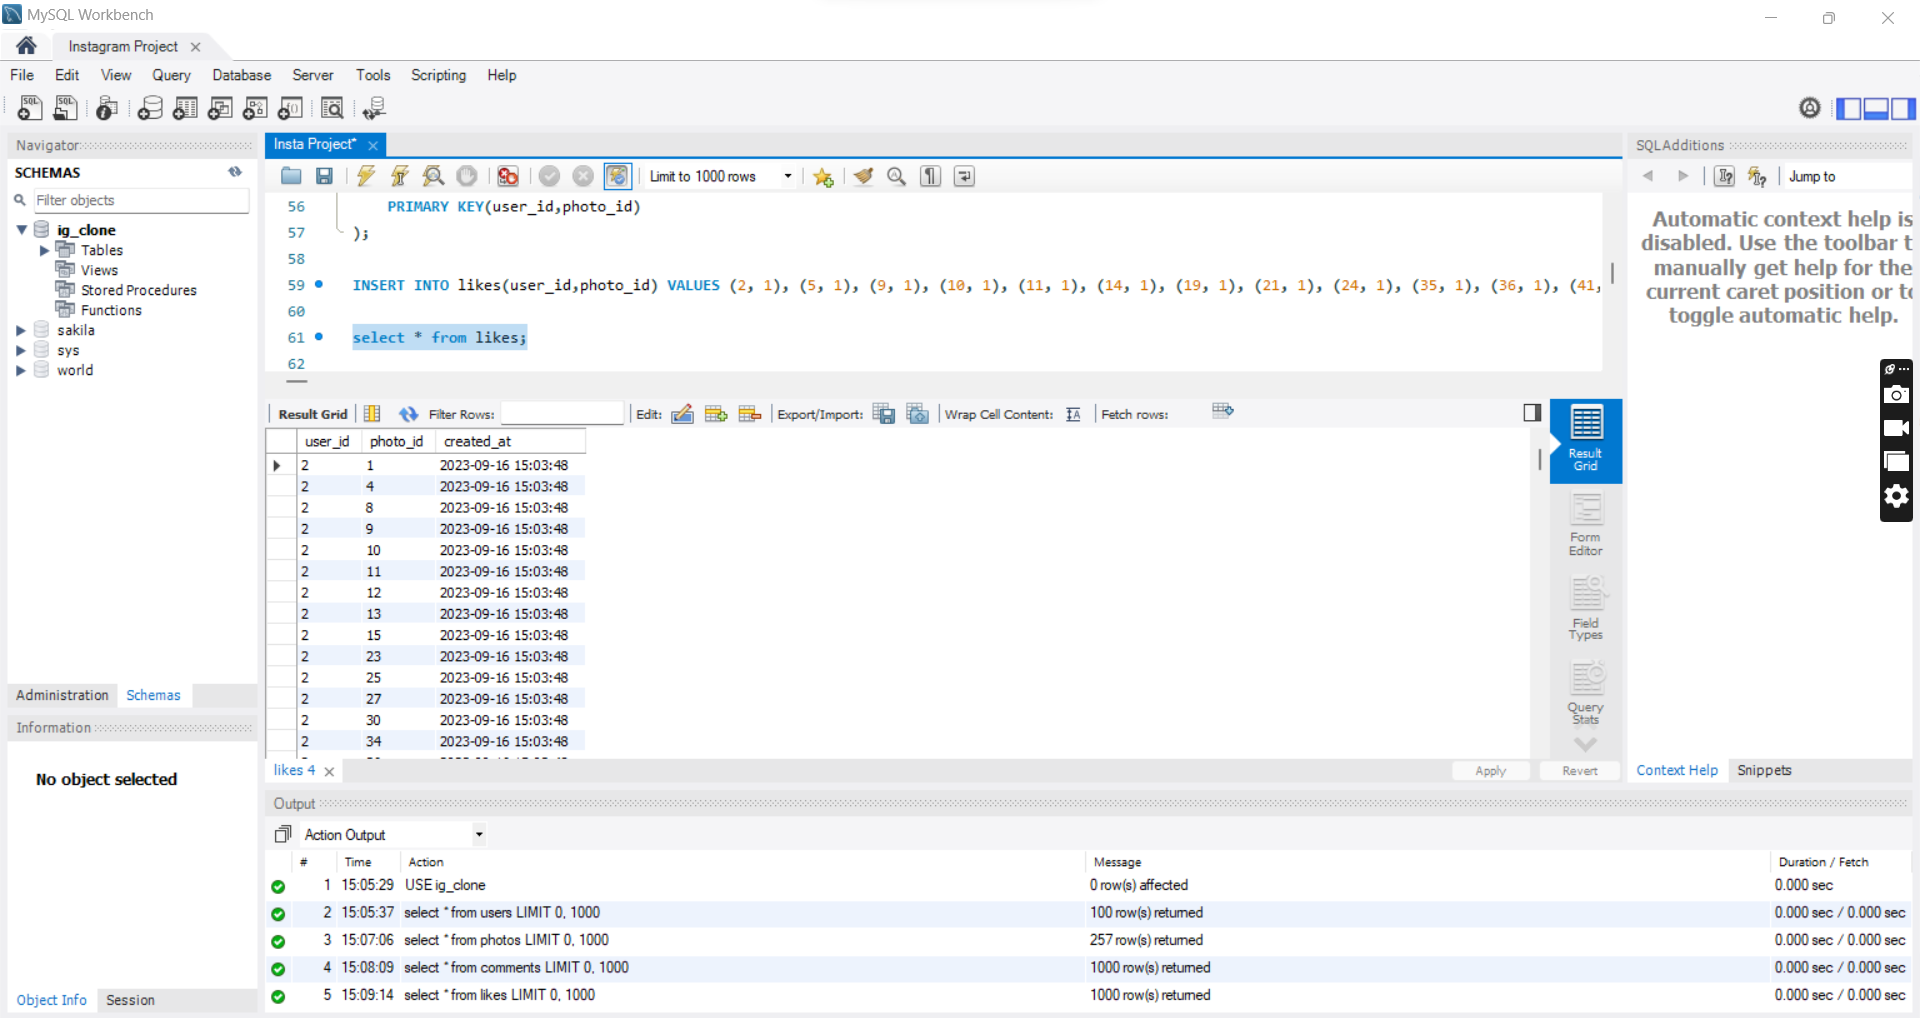 MySQL Workbench
Instagram Project
File Edit View Query Database Server Tools Scripting Help
Navigator
SCHEMAS
Filter objects
ig_clone
Tables
Views
Stored Procedures
Functions
sakila
sys
world
Administration Schemas
Information
No object selected
Object Info Session
Insta Project*
Limit to 1000 rows
56 PRIMARY KEY(user_id,photo_id)
57 );
58
59 INSERT INTO likes(user_id,photo_id) VALUES (2, 1), (5, 1), (9, 1), (10, 1), (11, 1), (14, 1), (19, 1), (21, 1), (24, 1), (35, 1), (36, 1), (41,
60
61 select * from likes;
62
Result Grid Filter Rows: Edit: Export/Import: Wrap Cell Content: Fetch rows:
user_id photo_id created_at
2 1 2023-09-16 15:03:48
2 4 2023-09-16 15:03:48
2 8 2023-09-16 15:03:48
2 9 2023-09-16 15:03:48
2 10 2023-09-16 15:03:48
2 11 2023-09-16 15:03:48
2 12 2023-09-16 15:03:48
2 13 2023-09-16 15:03:48
2 15 2023-09-16 15:03:48
2 23 2023-09-16 15:03:48
2 25 2023-09-16 15:03:48
2 27 2023-09-16 15:03:48
2 30 2023-09-16 15:03:48
2 34 2023-09-16 15:03:48
Result
Grid
Form
Editor
Field
Types
Query
Stats
likes 4
Apply Revert
SQLAdditions
Jump to
Automatic context help is
disabled. Use the toolbar t
manually get help for the
current caret position or to
toggle automatic help.
Context Help Snippets
Output
Action Output
# Time Action Message Duration / Fetch
1 15:05:29 USE ig_clone 0 row(s) affected 0.000 sec
2 15:05:37 select * from users LIMIT 0, 1000 100 row(s) returned 0.000 sec / 0.000 sec
3 15:07:06 select * from photos LIMIT 0, 1000 257 row(s) returned 0.000 sec / 0.000 sec
4 15:08:09 select * from comments LIMIT 0, 1000 1000 row(s) returned 0.000 sec / 0.000 sec
5 15:09:14 select * from likes LIMIT 0, 1000 1000 row(s) returned 0.000 sec / 0.000 sec